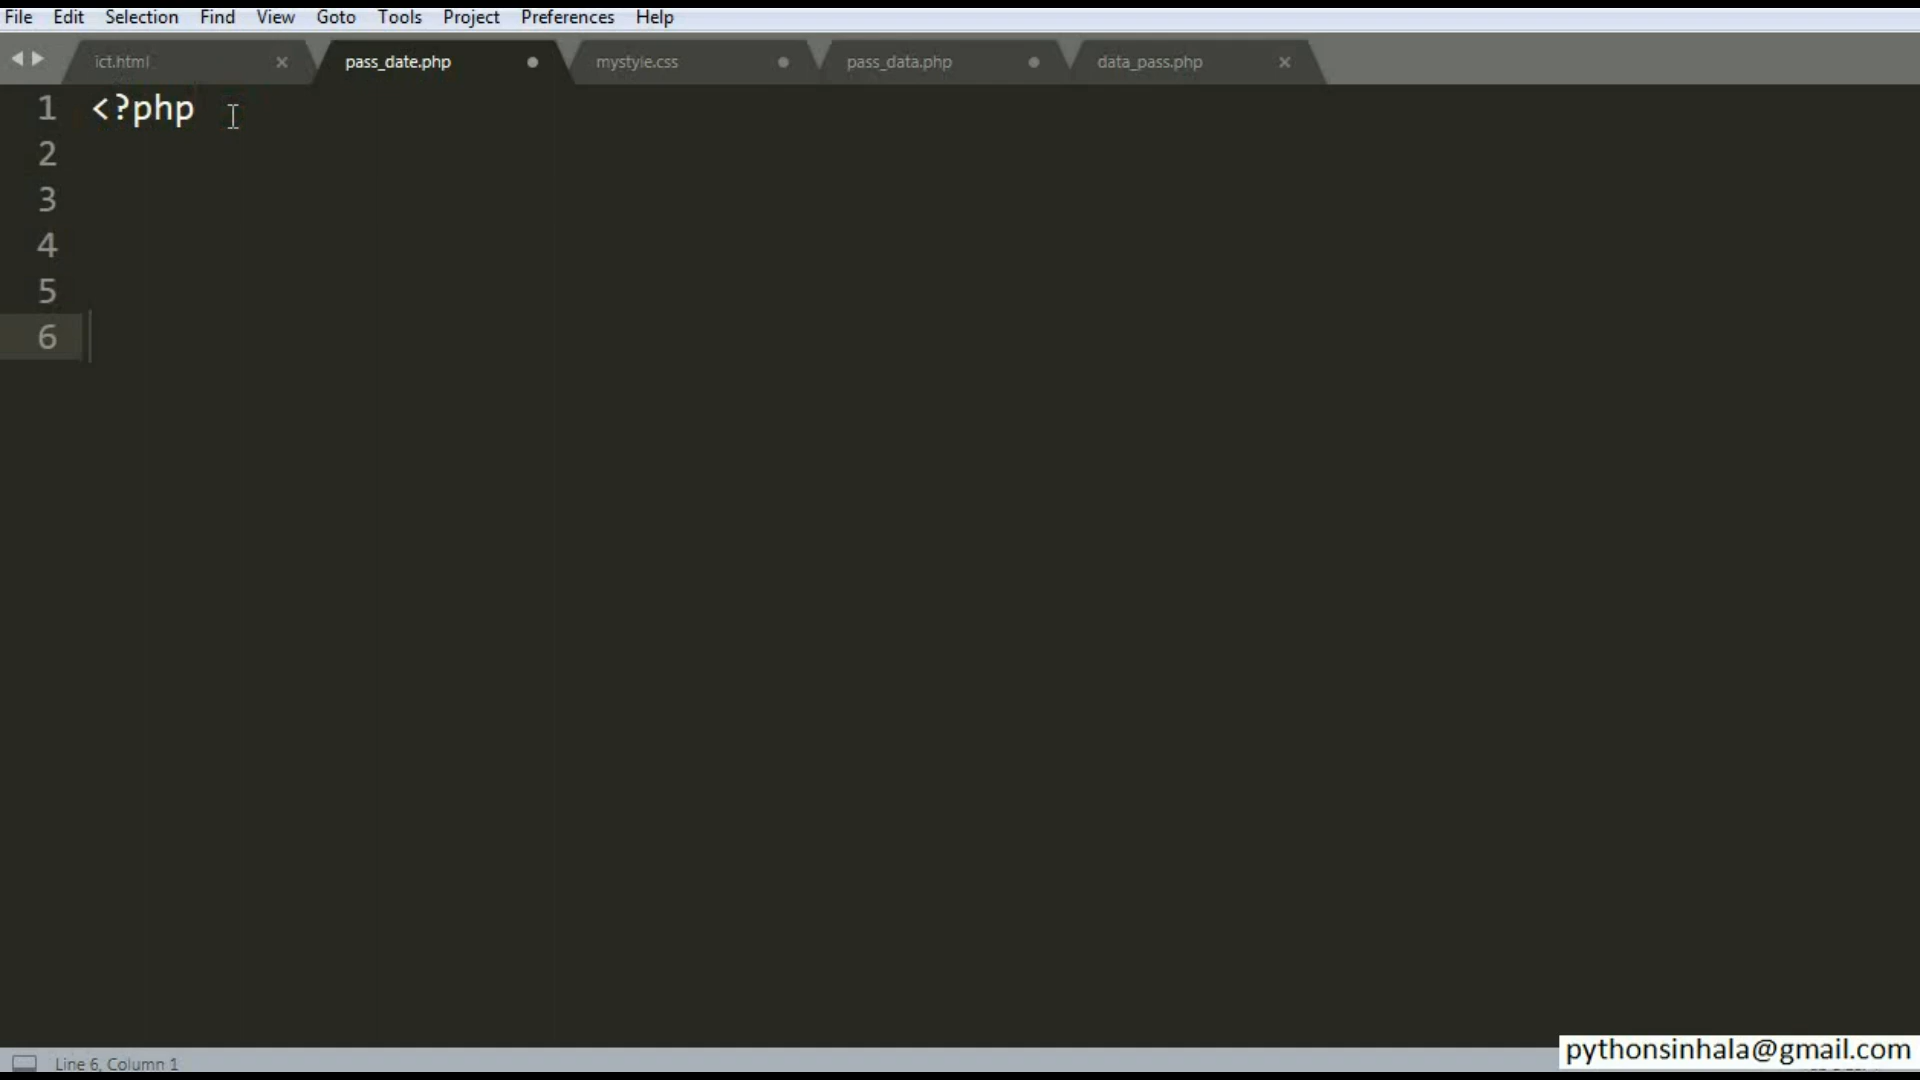 File Edit Selection Find View Goto Tools Project Preferences Help
ict.html pass_date.php mystyle.css pass_data.php data_pass.php
1 <?php
2
3
4
5
6
Line 6, Column 1
pythonsinhala@gmail.com